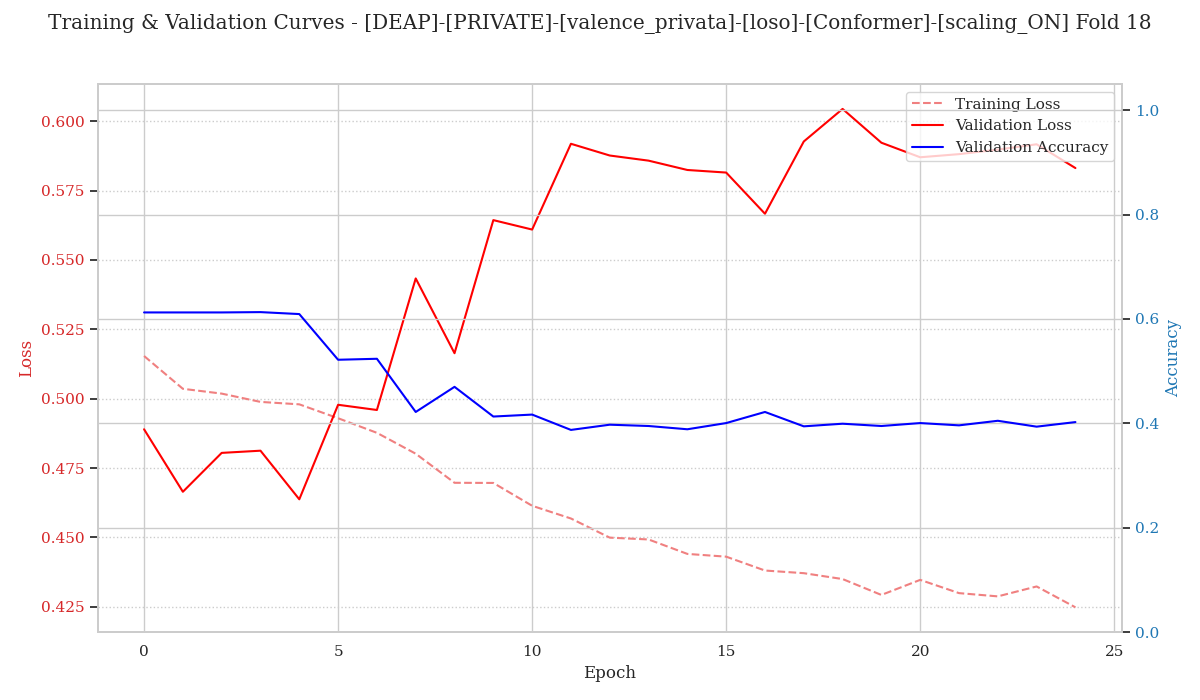 Training & Validation Curves - [DEAP]-[PRIVATE]-[valence_privata]-[loso]-[Conformer]-[scaling_ON] Fold 18
Training Loss
Validation Loss
Validation Accuracy
0.600
0.575
0.550
0.525
0.500
0.475
0.450
0.425
Loss
1.0
0.8
0.6
0.4
0.2
0.0
Accuracy
0
5
10
15
20
25
Epoch